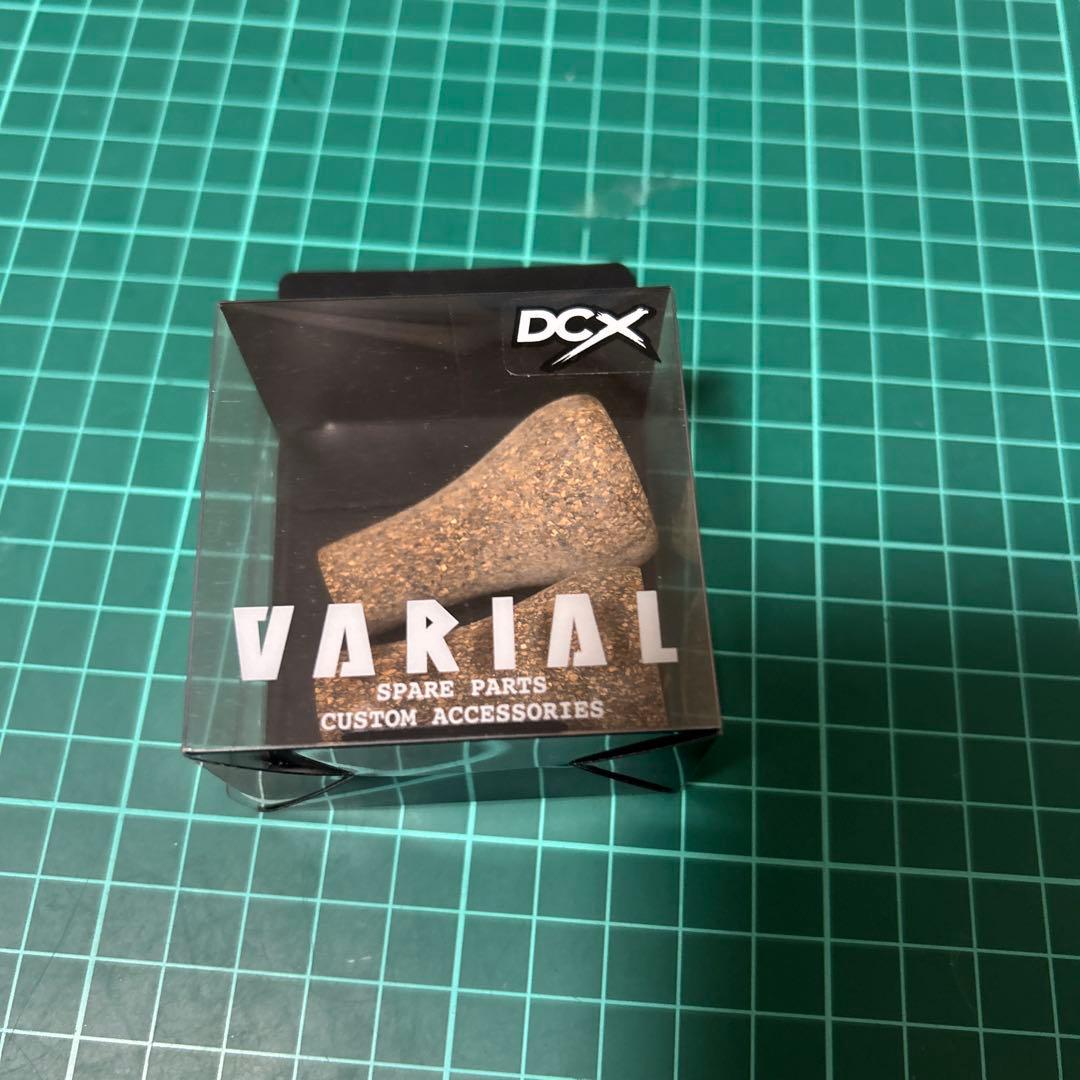 DCX
VARIAL
SPARE PARTS
CUSTOM ACCESSORIES